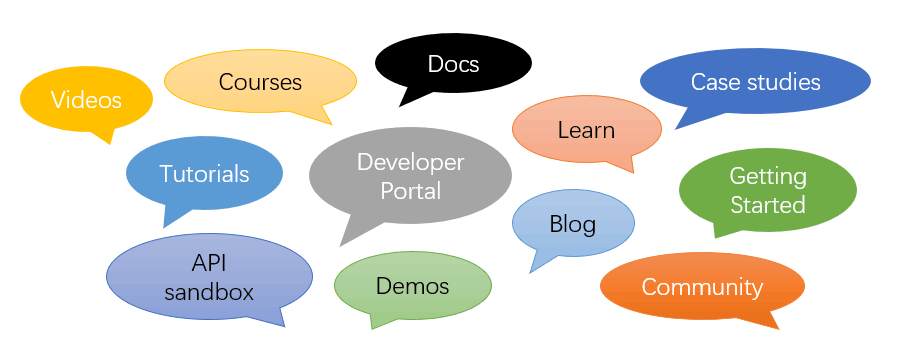 Videos
Courses
Docs
Case studies
Tutorials
Developer
Portal
Learn
Getting
Started
API
sandbox
Demos
Blog
Community